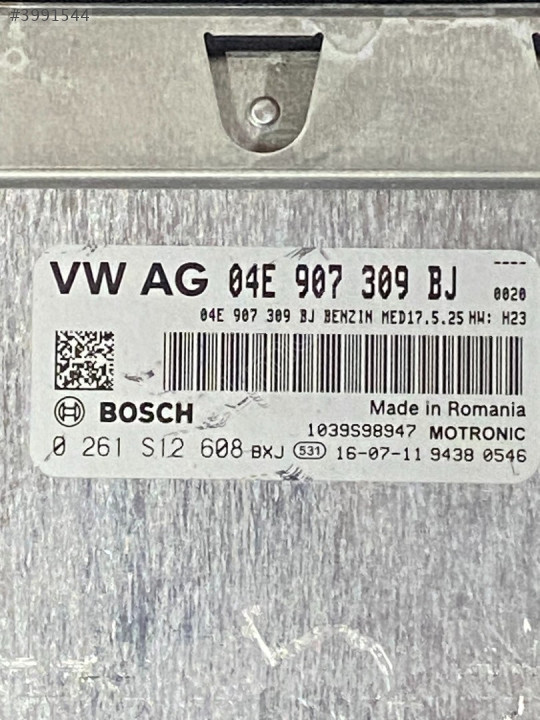 #3991544
----
VW AG 04E 907 309 BJ 0020
04E 907 309 BJ BENZIN MED17.5.25 HW: H23
BOSCH
Made in Romania
1039S98947 MOTRONIC
0 261 S12 608 BXJ 531 16-07-11 9438 0546